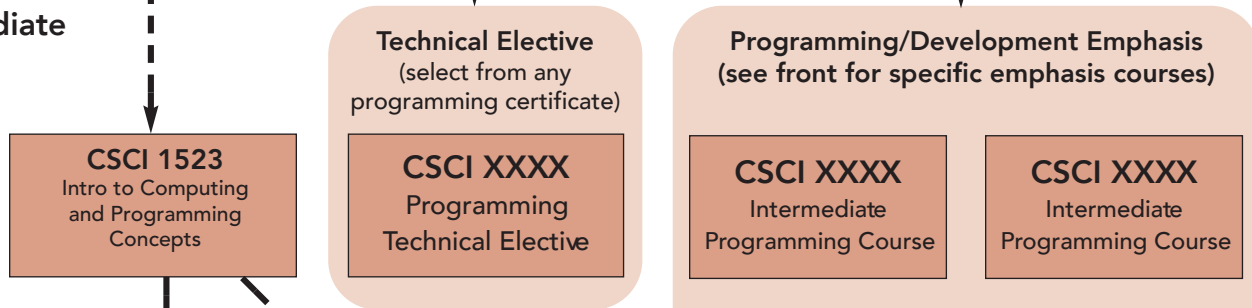 diate
CSCI 1523
Intro to Computing
and Programming
Concepts
Technical Elective
(select from any
programming certificate)
CSCI XXXX
Programming
Technical Elective
Programming/Development Emphasis
(see front for specific emphasis courses)
CSCI XXXX
Intermediate
Programming Course
CSCI XXXX
Intermediate
Programming Course